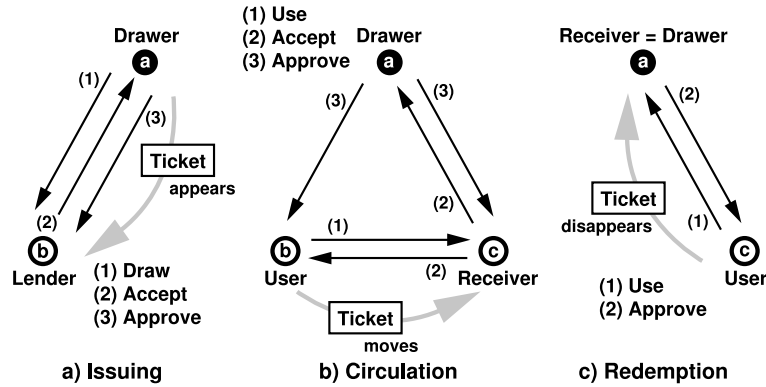 Drawer
a
(1)
(3)
Ticket
appears
(2)
b
Lender
(1) Draw
(2) Accept
(3) Approve
a) Issuing
(1) Use
(2) Accept
(3) Approve
Drawer
a
(3)
(3)
(2)
(1)
b
c
(2)
User
Receiver
Ticket
moves
b) Circulation
Receiver = Drawer
a
(2)
Ticket
disappears
(1)
c
User
(1) Use
(2) Approve
c) Redemption